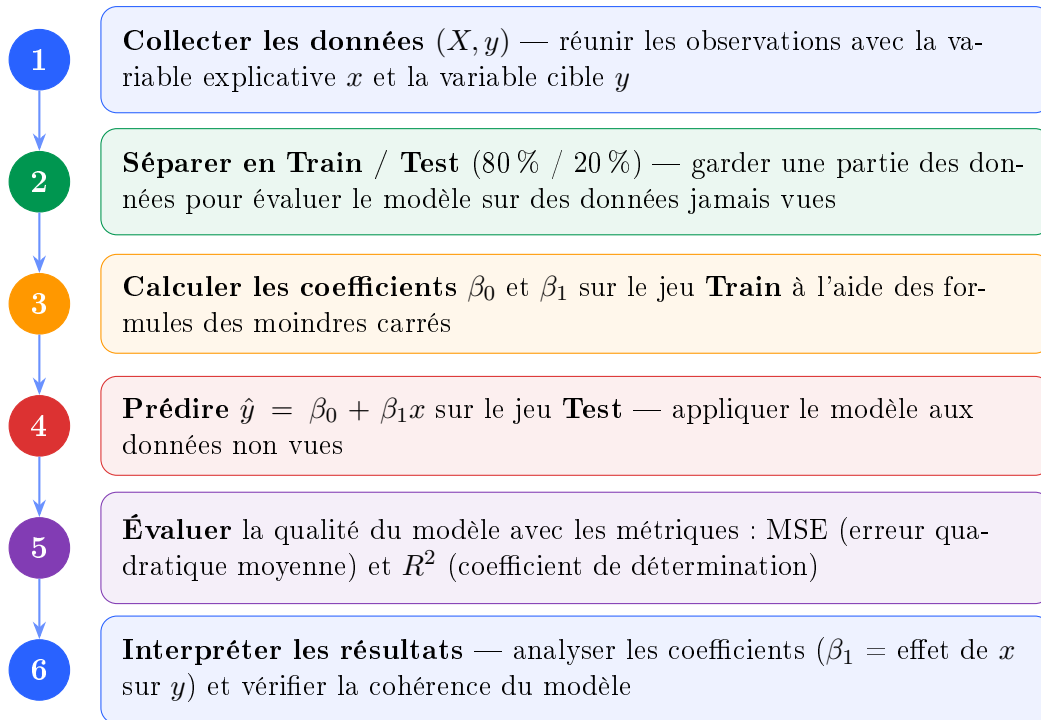 1
Collecter les données (X, y) — réunir les observations avec la va-
riable explicative x et la variable cible y
2
Séparer en Train / Test (80 % / 20 %) — garder une partie des don-
nées pour évaluer le modèle sur des données jamais vues
3
Calculer les coefficients β₀ et β₁ sur le jeu Train à l'aide des for-
mules des moindres carrés
4
Prédire ŷ = β₀ + β₁x sur le jeu Test — appliquer le modèle aux
données non vues
5
Évaluer la qualité du modèle avec les métriques : MSE (erreur qua-
dratique moyenne) et R² (coefficient de détermination)
6
Interpréter les résultats — analyser les coefficients (β₁ = effet de x
sur y) et vérifier la cohérence du modèle